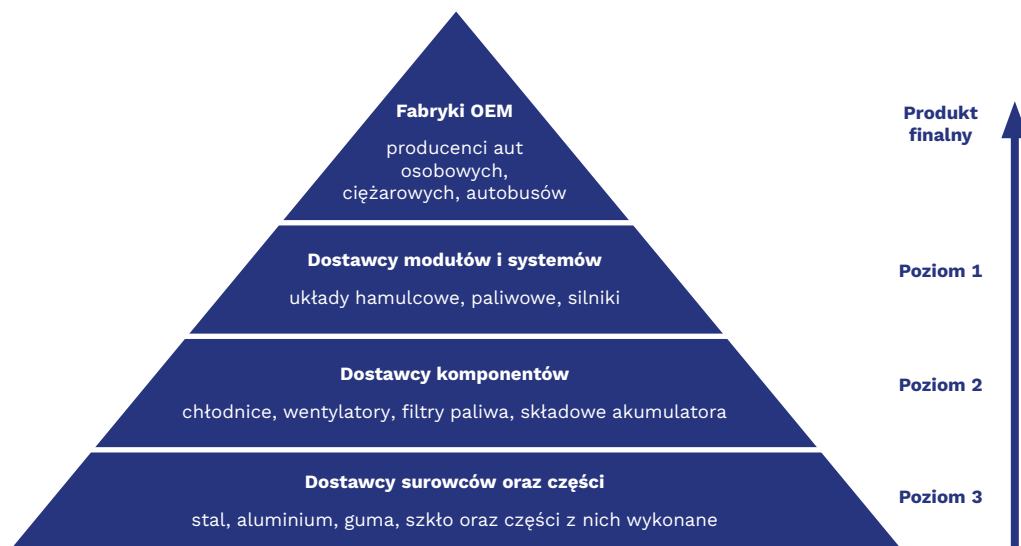 Fabryki OEM
producenci aut
osobowych,
ciężarowych, autobusów
Produkt
finalny
Dostawcy modułów i systemów
układy hamulcowe, paliwowe, silniki
Poziom 1
Dostawcy komponentów
chłodnice, wentylatory, filtry paliwa, składowe akumulatora
Poziom 2
Dostawcy surowców oraz części
stal, aluminium, guma, szkło oraz części z nich wykonane
Poziom 3